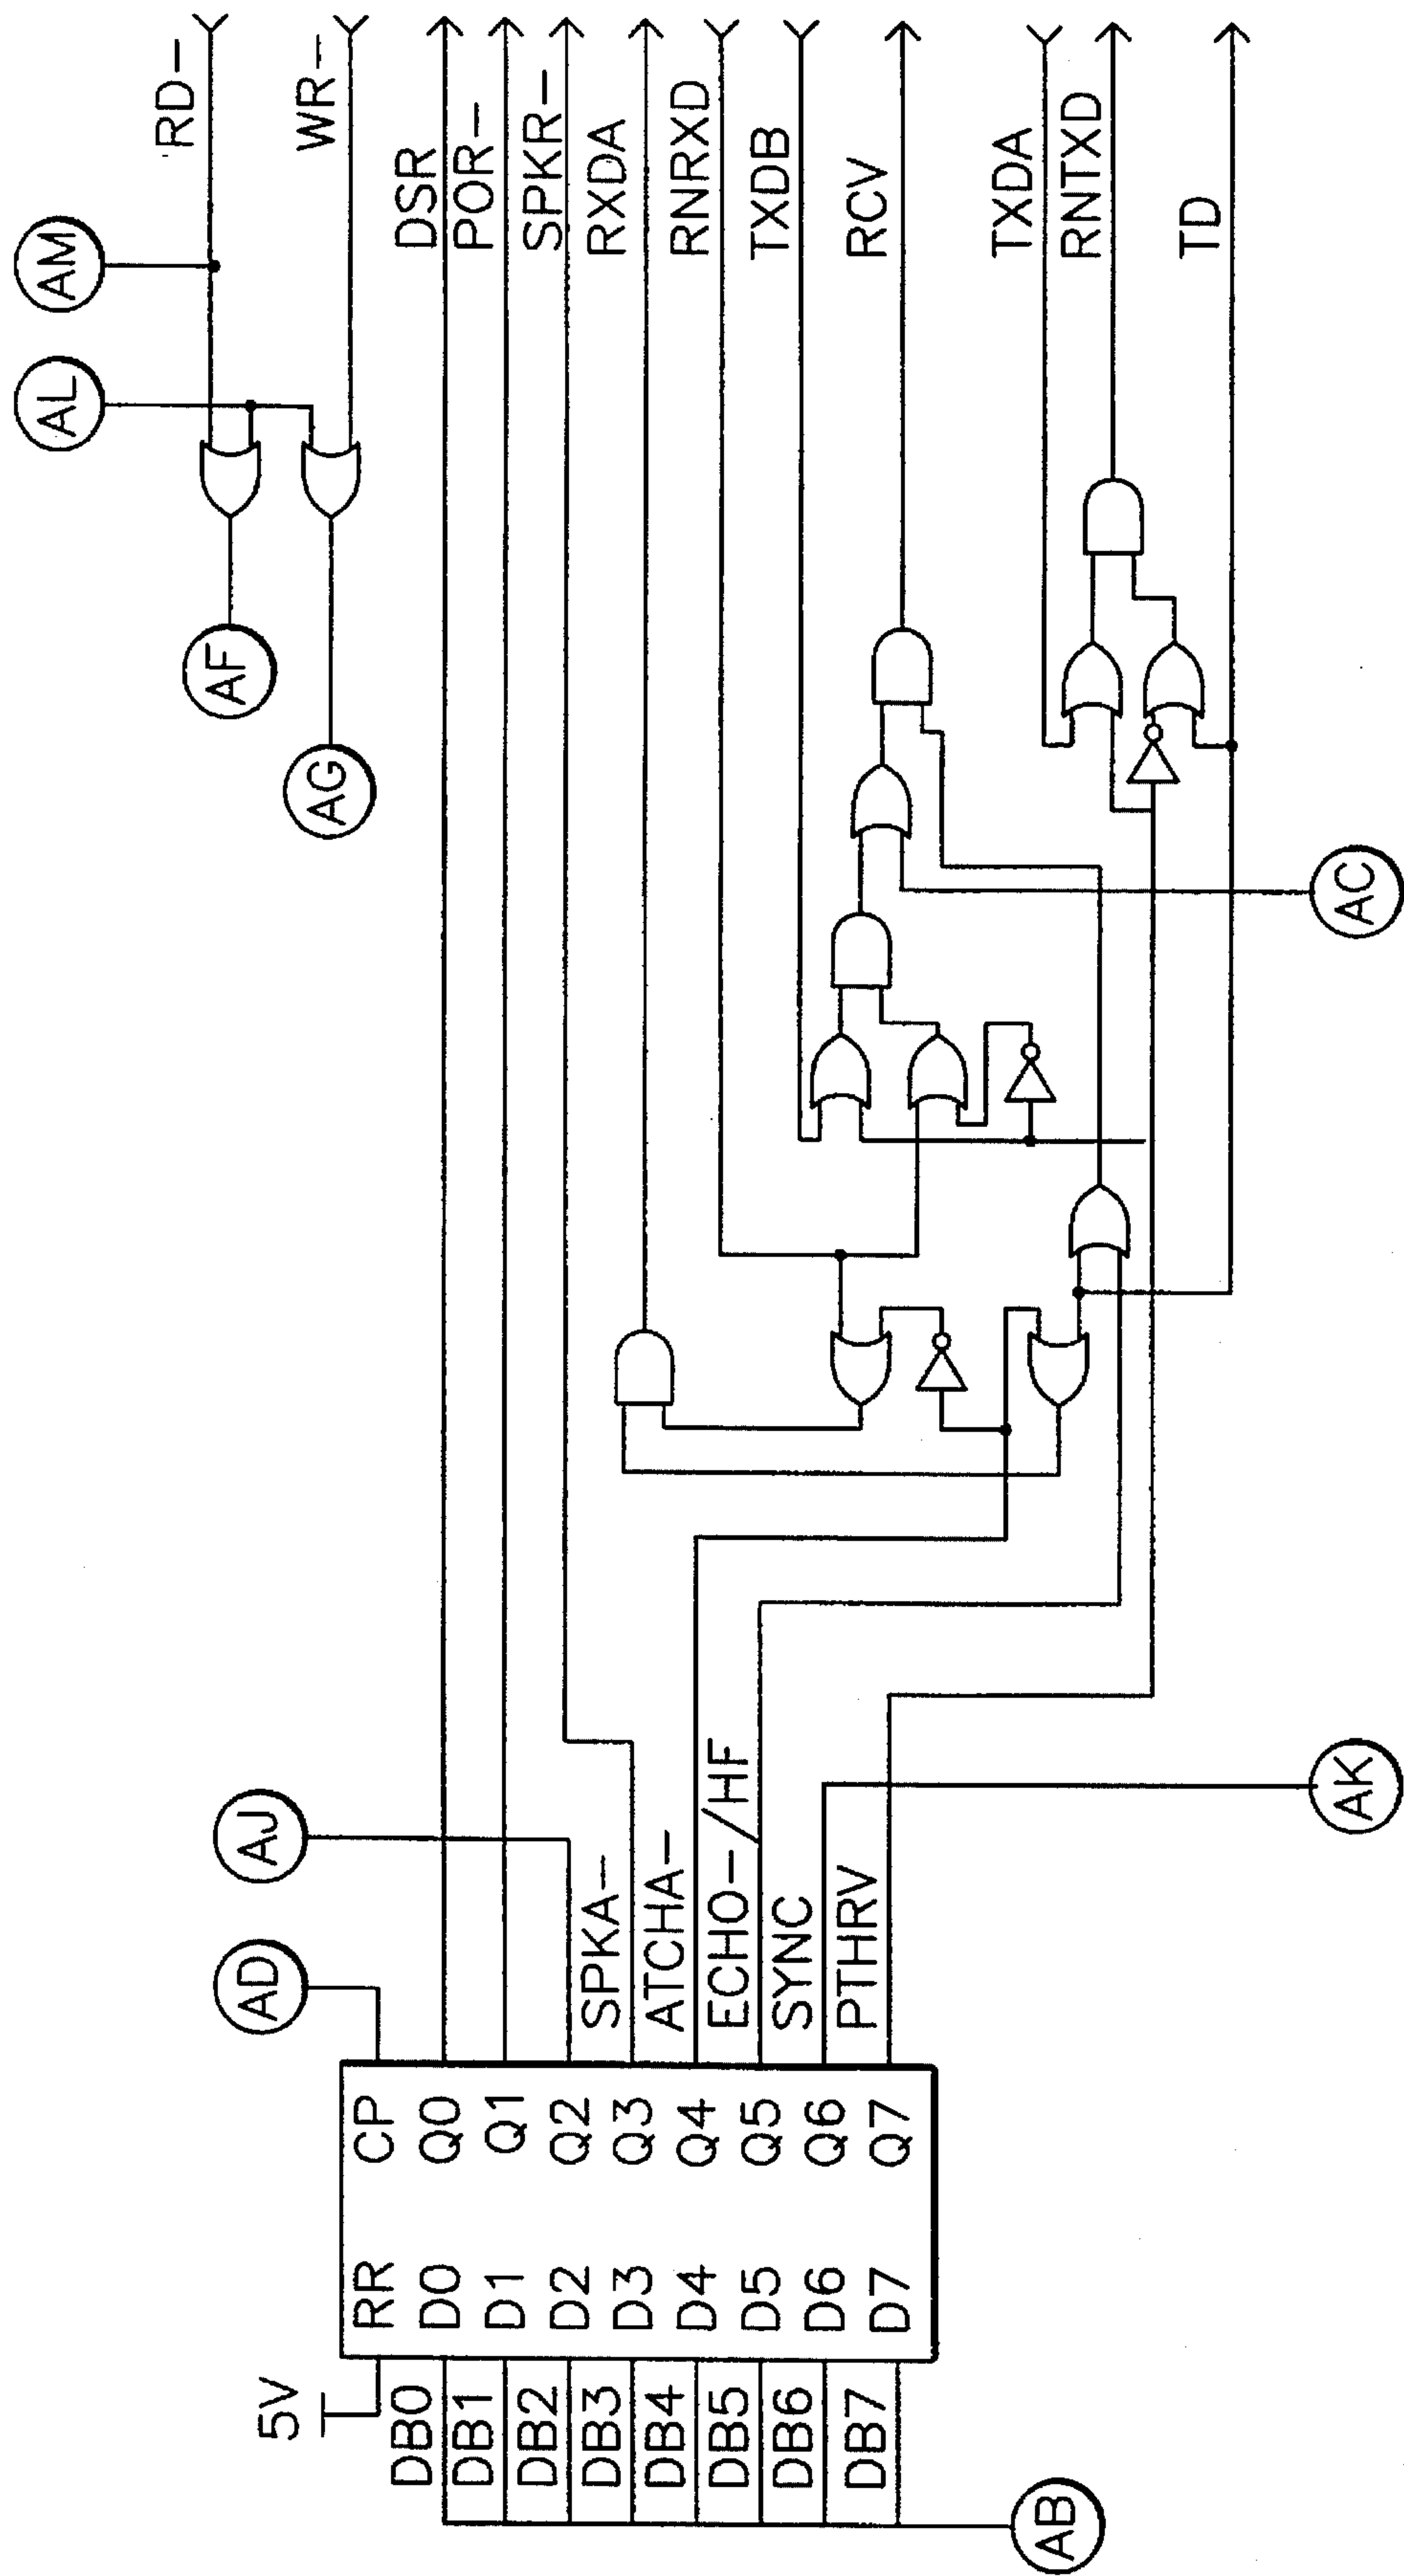 RD-
WR-
AM
AL
AF
AG
DSR
POR-
SPKR-
RXDA
RNRXD
TXDB
RCV
TXDA
RNTXD
TD
AC
AJ
AD
SPKA-
ATCHA-
ECHO-/HF
SYNC
PTHRV
AK
5V
RR CP
DB0 D0 Q0
DB1 D1 Q1
DB2 D2 Q2
DB3 D3 Q3
DB4 D4 Q4
DB5 D5 Q5
DB6 D6 Q6
DB7 D7 Q7
AB